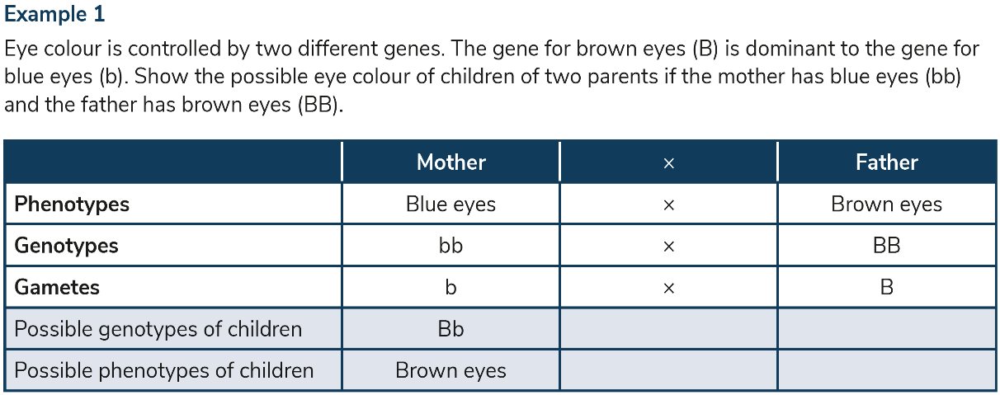 Example 1
Eye colour is controlled by two different genes. The gene for brown eyes (B) is dominant to the gene for
blue eyes (b). Show the possible eye colour of children of two parents if the mother has blue eyes (bb)
and the father has brown eyes (BB).
Mother × Father
Phenotypes Blue eyes × Brown eyes
Genotypes bb × BB
Gametes b × B
Possible genotypes of children Bb
Possible phenotypes of children Brown eyes